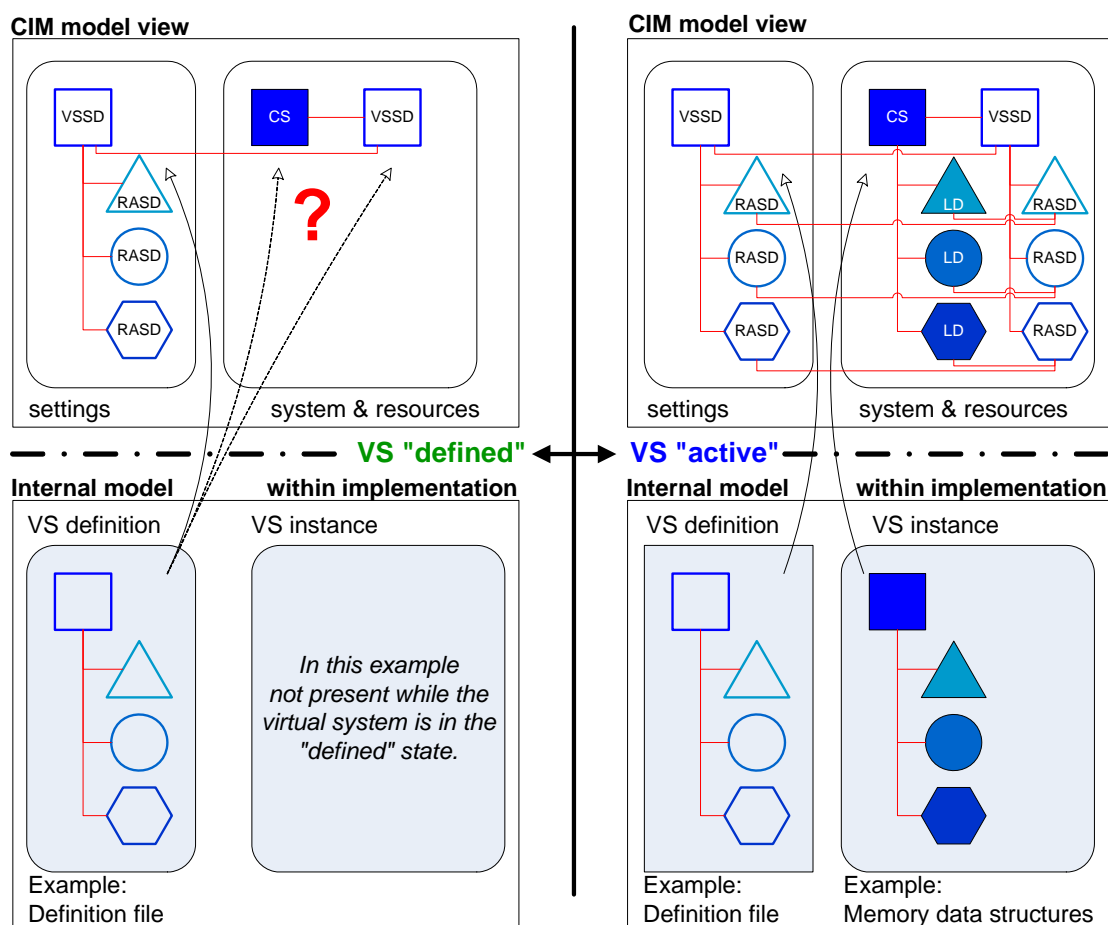 CIM model view
VSSD
CS
VSSD
RASD
?
RASD
RASD
settings
system & resources
CIM model view
VSSD
CS
VSSD
RASD
LD
RASD
RASD
LD
RASD
RASD
LD
RASD
settings
system & resources
VS "defined"
VS "active"
Internal model
within implementation
VS definition
VS instance
In this example
not present while the
virtual system is in the
"defined" state.
Example:
Definition file
Internal model
within implementation
VS definition
VS instance
Example:
Definition file
Example:
Memory data structures